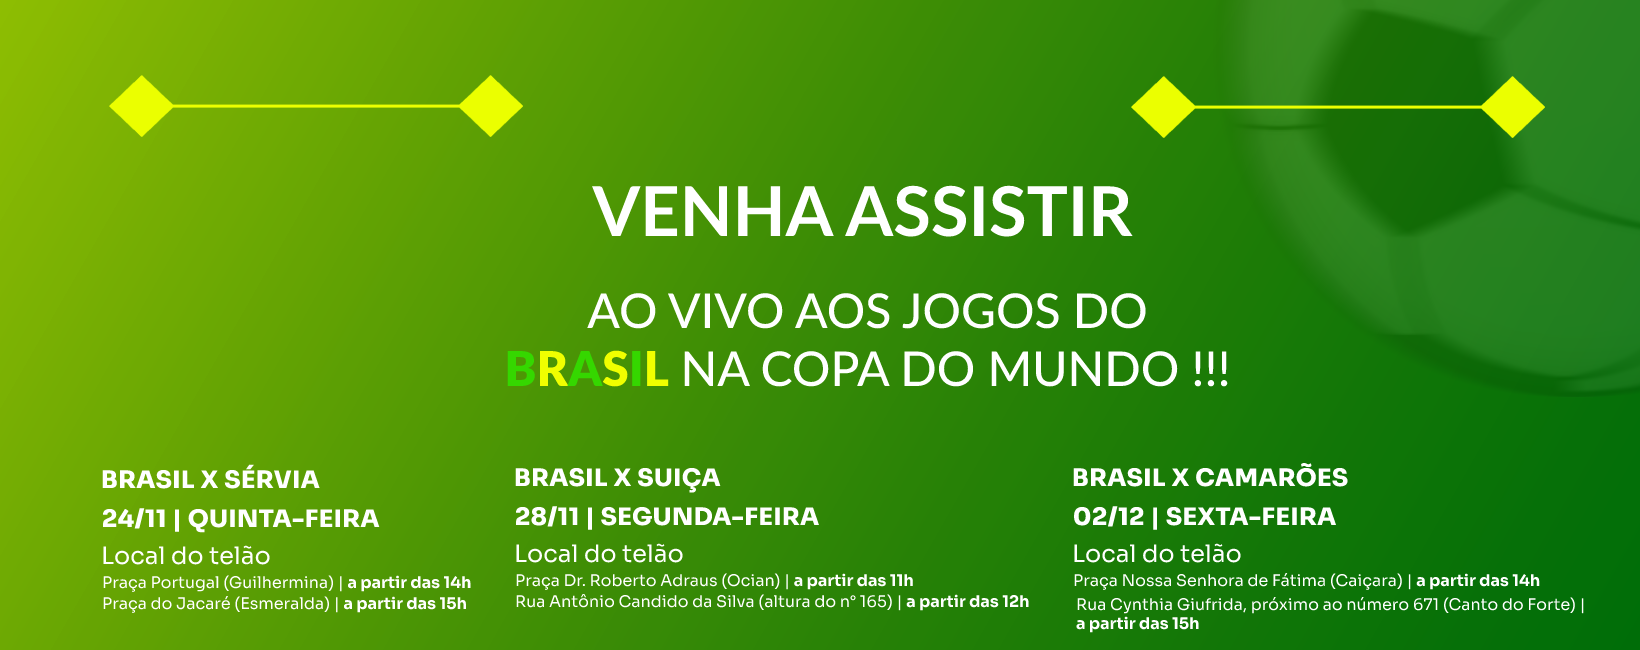 VENHA ASSISTIR
AO VIVO AOS JOGOS DO
BRASIL NA COPA DO MUNDO !!!
BRASIL X SÉRVIA
24/11 | QUINTA-FEIRA
Local do telão
Praça Portugal (Guilhermina) | a partir das 14h
Praça do Jacaré (Esmeralda) | a partir das 15h
BRASIL X SUIÇA
28/11 | SEGUNDA-FEIRA
Local do telão
Praça Dr. Roberto Adraus (Ocian) | a partir das 11h
Rua Antônio Candido da Silva (altura do n° 165) | a partir das 12h
BRASIL X CAMARÕES
02/12 | SEXTA-FEIRA
Local do telão
Praça Nossa Senhora de Fátima (Caiçara) | a partir das 14h
Rua Cynthia Giufrida, próximo ao número 671 (Canto do Forte) |
a partir das 15h